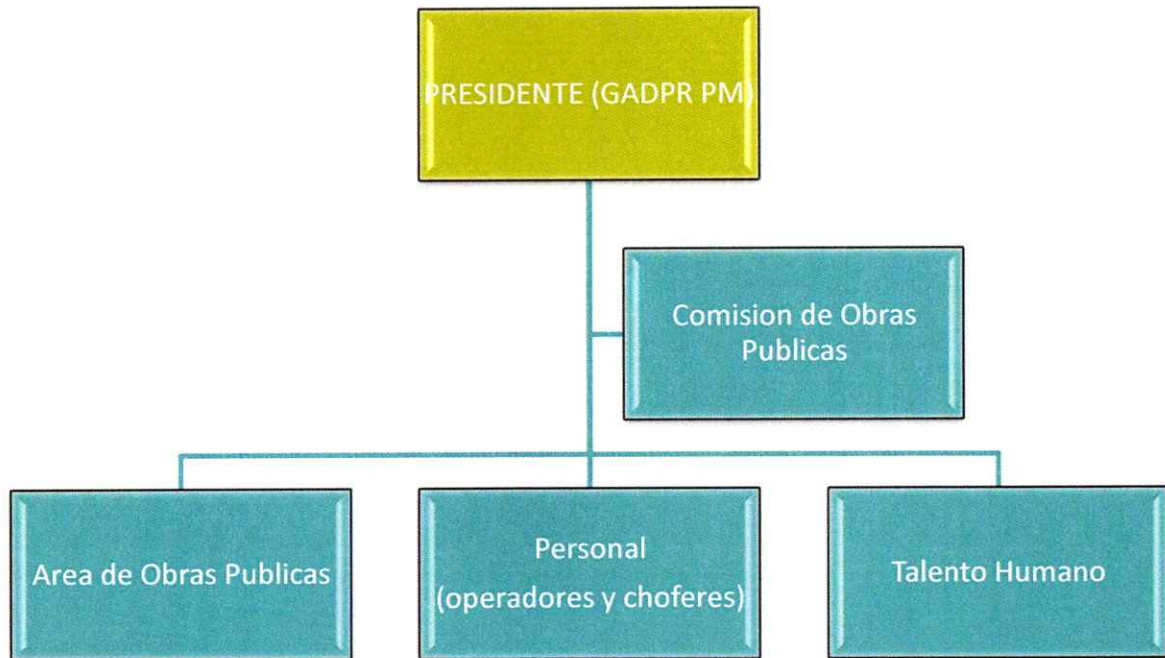 PRESIDENTE (GADPR PM)
Comision de Obras
Publicas
Area de Obras Publicas
Personal
(operadores y choferes)
Talento Humano